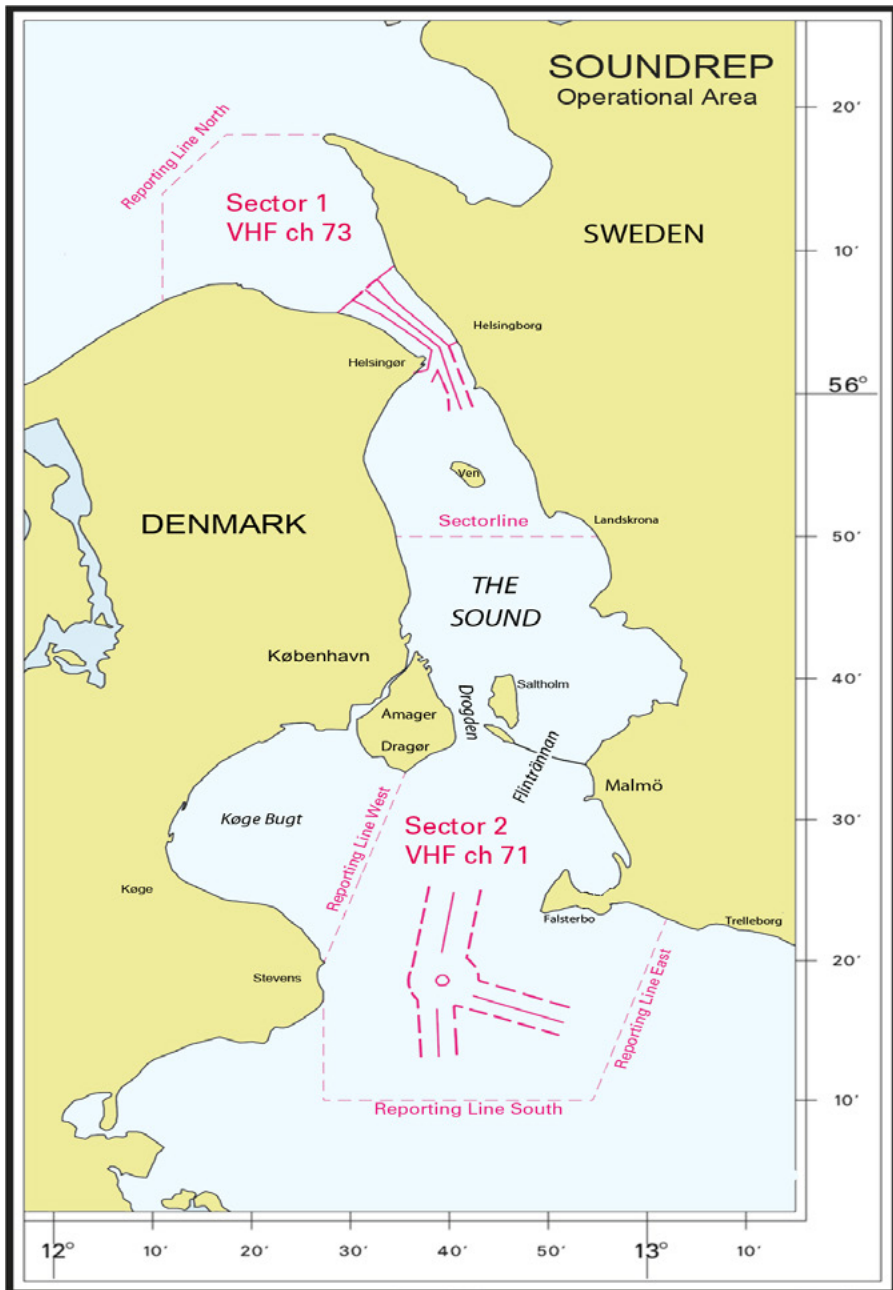 SOUNDREP
Operational Area
20′
Reporting Line North
Sector 1
VHF ch 73
SWEDEN
10′
Helsingborg
Helsingør
56°
Ven
DENMARK
Sectorline
Landskrona
50′
THE
SOUND
København
40′
Saltholm
Drogden
Amager
Dragør
Flintrännan
Malmö
Køge Bugt
Reporting Line West
30′
Sector 2
VHF ch 71
Køge
Falsterbo
Trelleborg
Stevens
20′
Reporting Line East
Reporting Line South
10′
12°
10′
20′
30′
40′
50′
13°
10′